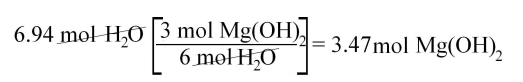 6.94 mol H₂O [3 mol Mg(OH)₂ / 6 mol H₂O] = 3.47mol Mg(OH)₂